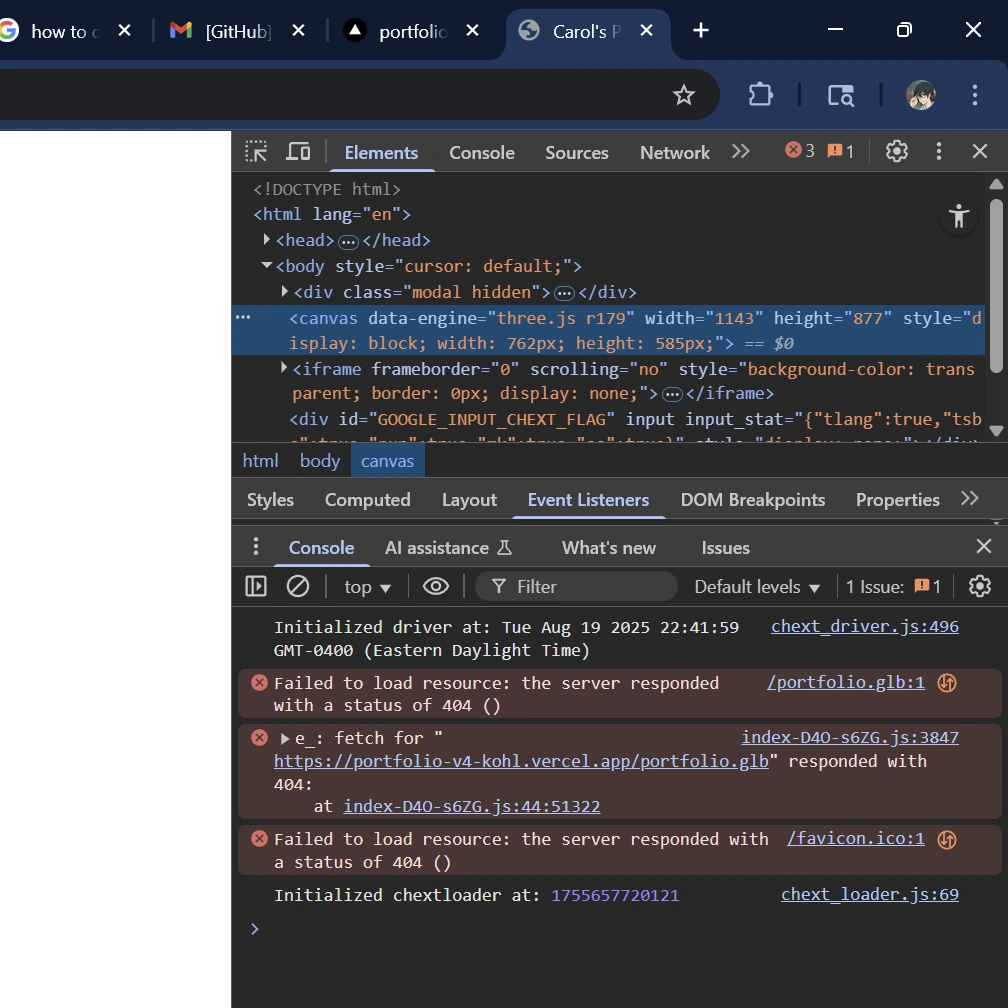 how to c
[GitHub]
portfolio
Carol's P
Elements Console Sources Network 3 1
<!DOCTYPE html>
<html lang="en">
<head>…</head>
<body style="cursor: default;">
<div class="modal hidden">…</div>
<canvas data-engine="three.js r179" width="1143" height="877" style="d
isplay: block; width: 762px; height: 585px;"> == $0
<iframe frameborder="0" scrolling="no" style="background-color: trans
parent; border: 0px; display: none;">…</iframe>
<div id="GOOGLE_INPUT_CHEXT_FLAG" input input_stat="{"tlang":true,"tsb
html body canvas
Styles Computed Layout Event Listeners DOM Breakpoints Properties
Console AI assistance What's new Issues
top Filter Default levels 1 Issue: 1
Initialized driver at: Tue Aug 19 2025 22:41:59 chext_driver.js:496
GMT-0400 (Eastern Daylight Time)
Failed to load resource: the server responded /portfolio.glb:1
with a status of 404 ()
e_: fetch for " index-D4O-s6ZG.js:3847
https://portfolio-v4-kohl.vercel.app/portfolio.glb" responded with
404:
at index-D4O-s6ZG.js:44:51322
Failed to load resource: the server responded with /favicon.ico:1
a status of 404 ()
Initialized chextloader at: 1755657720121 chext_loader.js:69